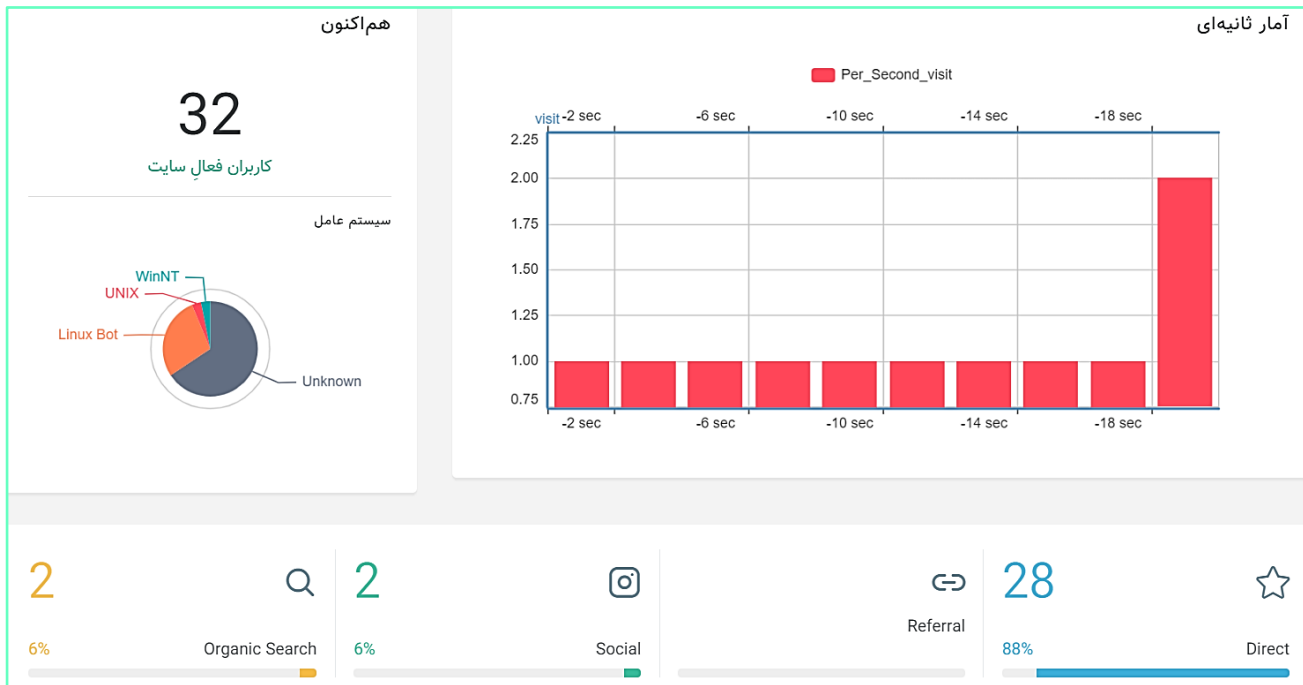 هم‌اکنون
32
کاربران فعالِ سایت
سیستم عامل
WinNT
UNIX
Linux Bot
Unknown
آمار ثانیه‌ای
Per_Second_visit
visit
-2 sec -6 sec -10 sec -14 sec -18 sec
2.25
2.00
1.75
1.50
1.25
1.00
0.75
-2 sec -6 sec -10 sec -14 sec -18 sec
2
6% Organic Search
2
6% Social
Referral
28
88% Direct